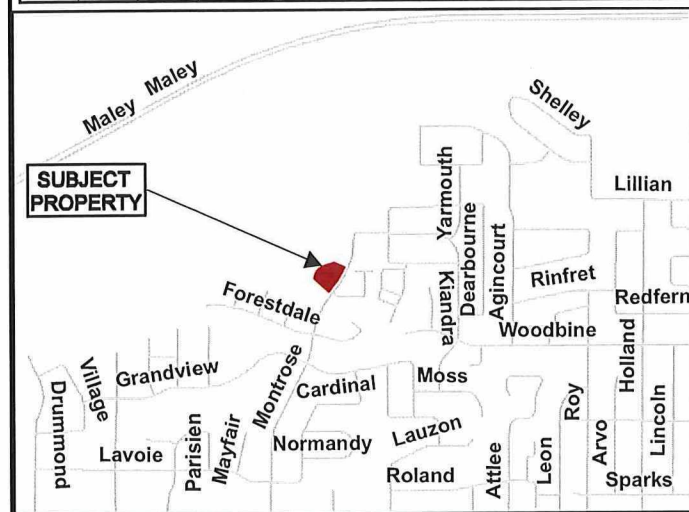 Maley Maley
Shelley
SUBJECT
PROPERTY
Lillian
Yarmouth
Dearbourne
Agincourt
Kiandra
Rinfret
Redfern
Forestdale
Woodbine
Holland
Village
Grandview
Montrose
Cardinal
Moss
Roy
Lincoln
Drummond
Lavoie
Parisien
Mayfair
Normandy
Lauzon
Roland
Attlee
Leon
Arvo
Sparks